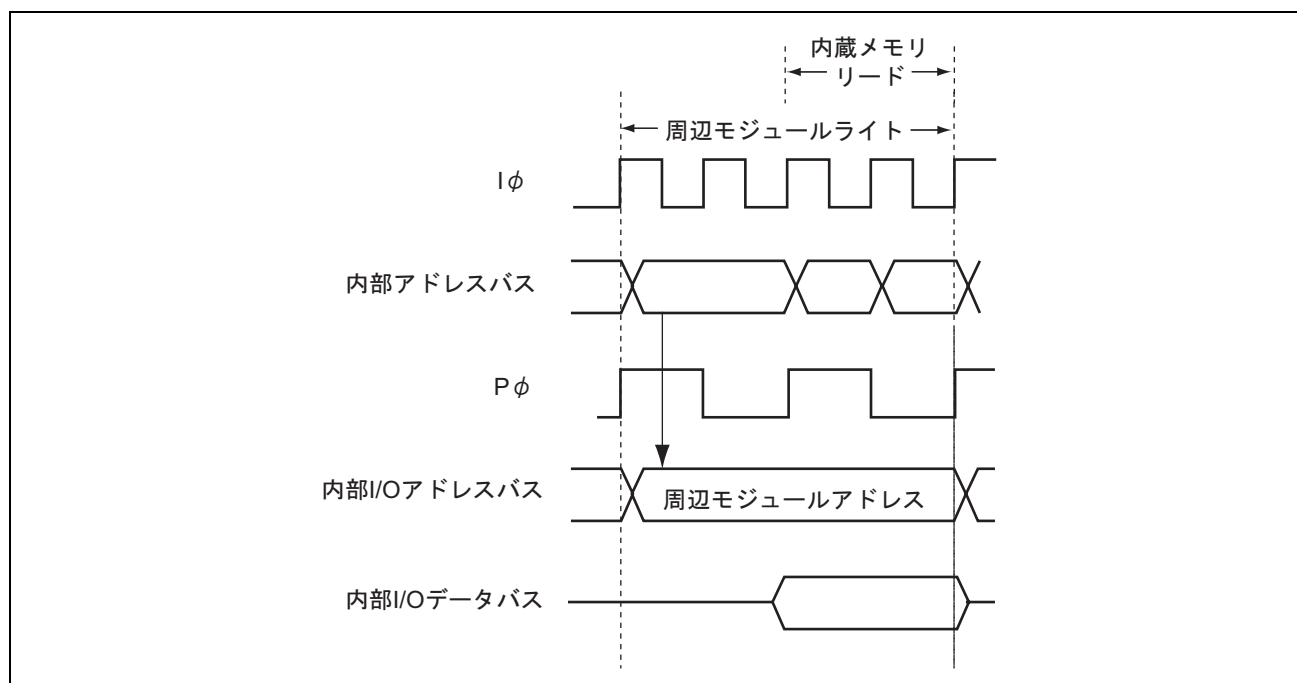 内蔵メモリ
リード
周辺モジュールライト
Iφ
内部アドレスバス
Pφ
内部I/Oアドレスバス
周辺モジュールアドレス
内部I/Oデータバス